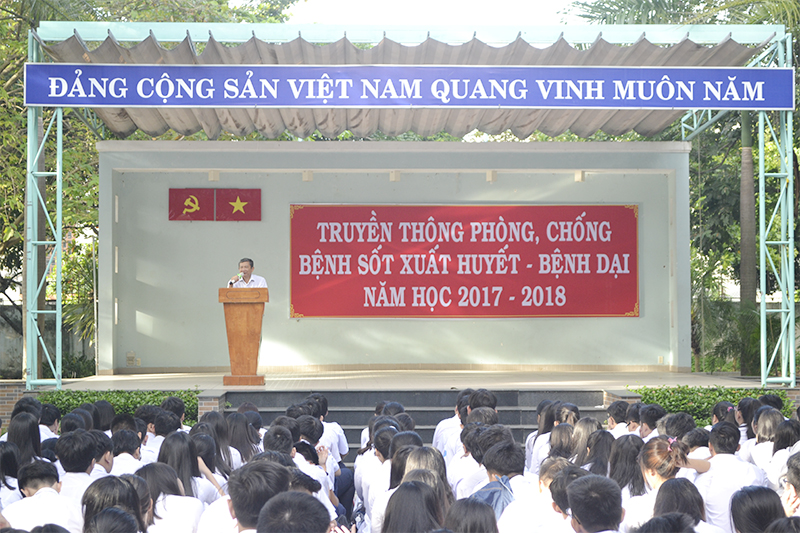 ĐẢNG CỘNG SẢN VIỆT NAM QUANG VINH MUÔN NĂM
TRUYỀN THÔNG PHÒNG, CHỐNG
BỆNH SỐT XUẤT HUYẾT - BỆNH DẠI
NĂM HỌC 2017 - 2018